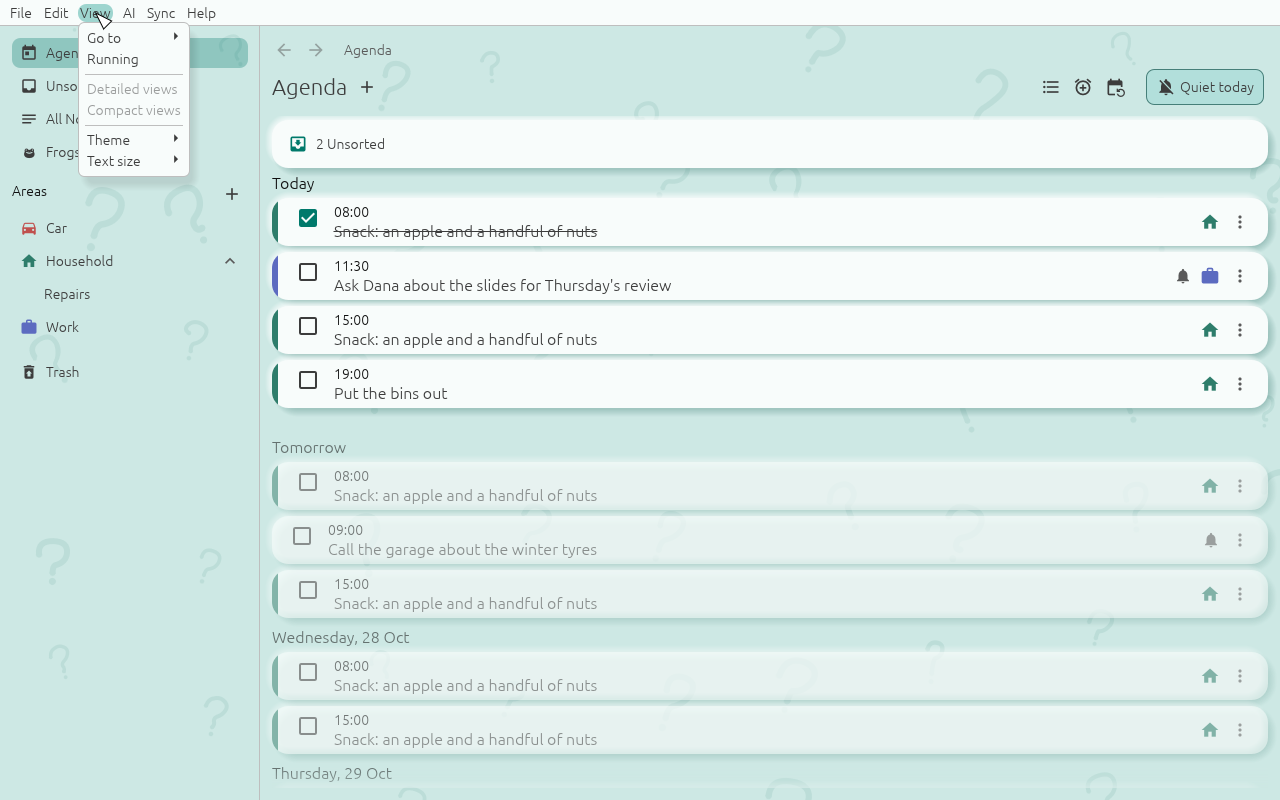 File Edit View AI Sync Help
Go to
Running
Detailed views
Compact views
Theme
Text size
All
Frogs
Areas
Car
Household
Repairs
Work
Trash
Agenda
Agenda
Quiet today
2 Unsorted
Today
08:00
Snack: an apple and a handful of nuts
11:30
Ask Dana about the slides for Thursday's review
15:00
Snack: an apple and a handful of nuts
19:00
Put the bins out
Tomorrow
08:00
Snack: an apple and a handful of nuts
09:00
Call the garage about the winter tyres
15:00
Snack: an apple and a handful of nuts
Wednesday, 28 Oct
08:00
Snack: an apple and a handful of nuts
15:00
Snack: an apple and a handful of nuts
Thursday, 29 Oct